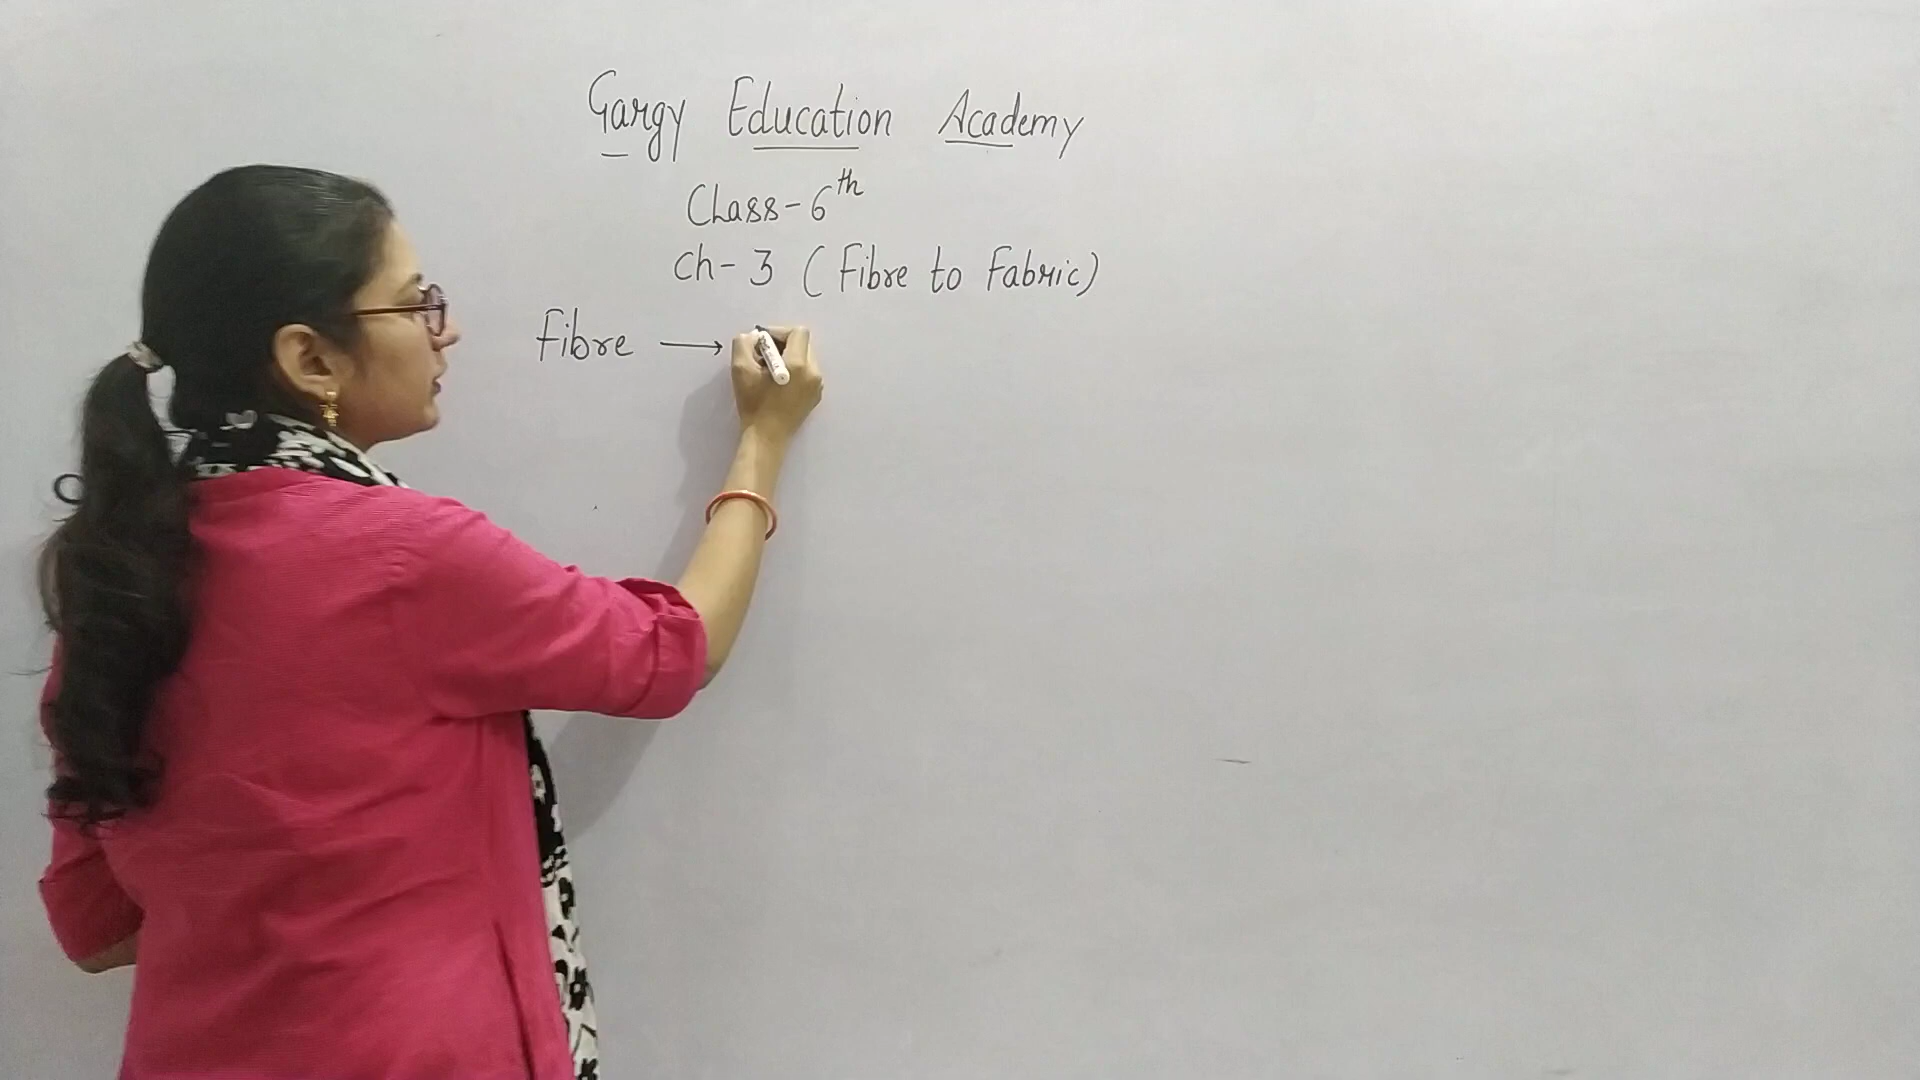 Gargy Education Academy
Class-6th
Ch-3 (Fibre to Fabric)
Fibre →